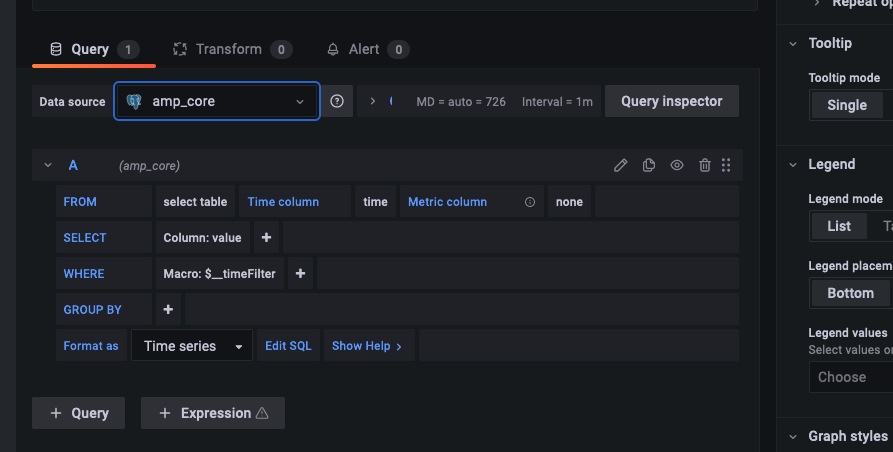 Repeat op
Query 1 Transform 0 Alert 0
Tooltip
Tooltip mode
Data source amp_core MD = auto = 726 Interval = 1m Query inspector
Single
A (amp_core)
Legend
FROM select table Time column time Metric column none
Legend mode
SELECT Column: value +
List Ta
WHERE Macro: $__timeFilter +
Legend placem
GROUP BY +
Bottom
Format as Time series Edit SQL Show Help >
Legend values
Select values or
Choose
+ Query + Expression
Graph styles